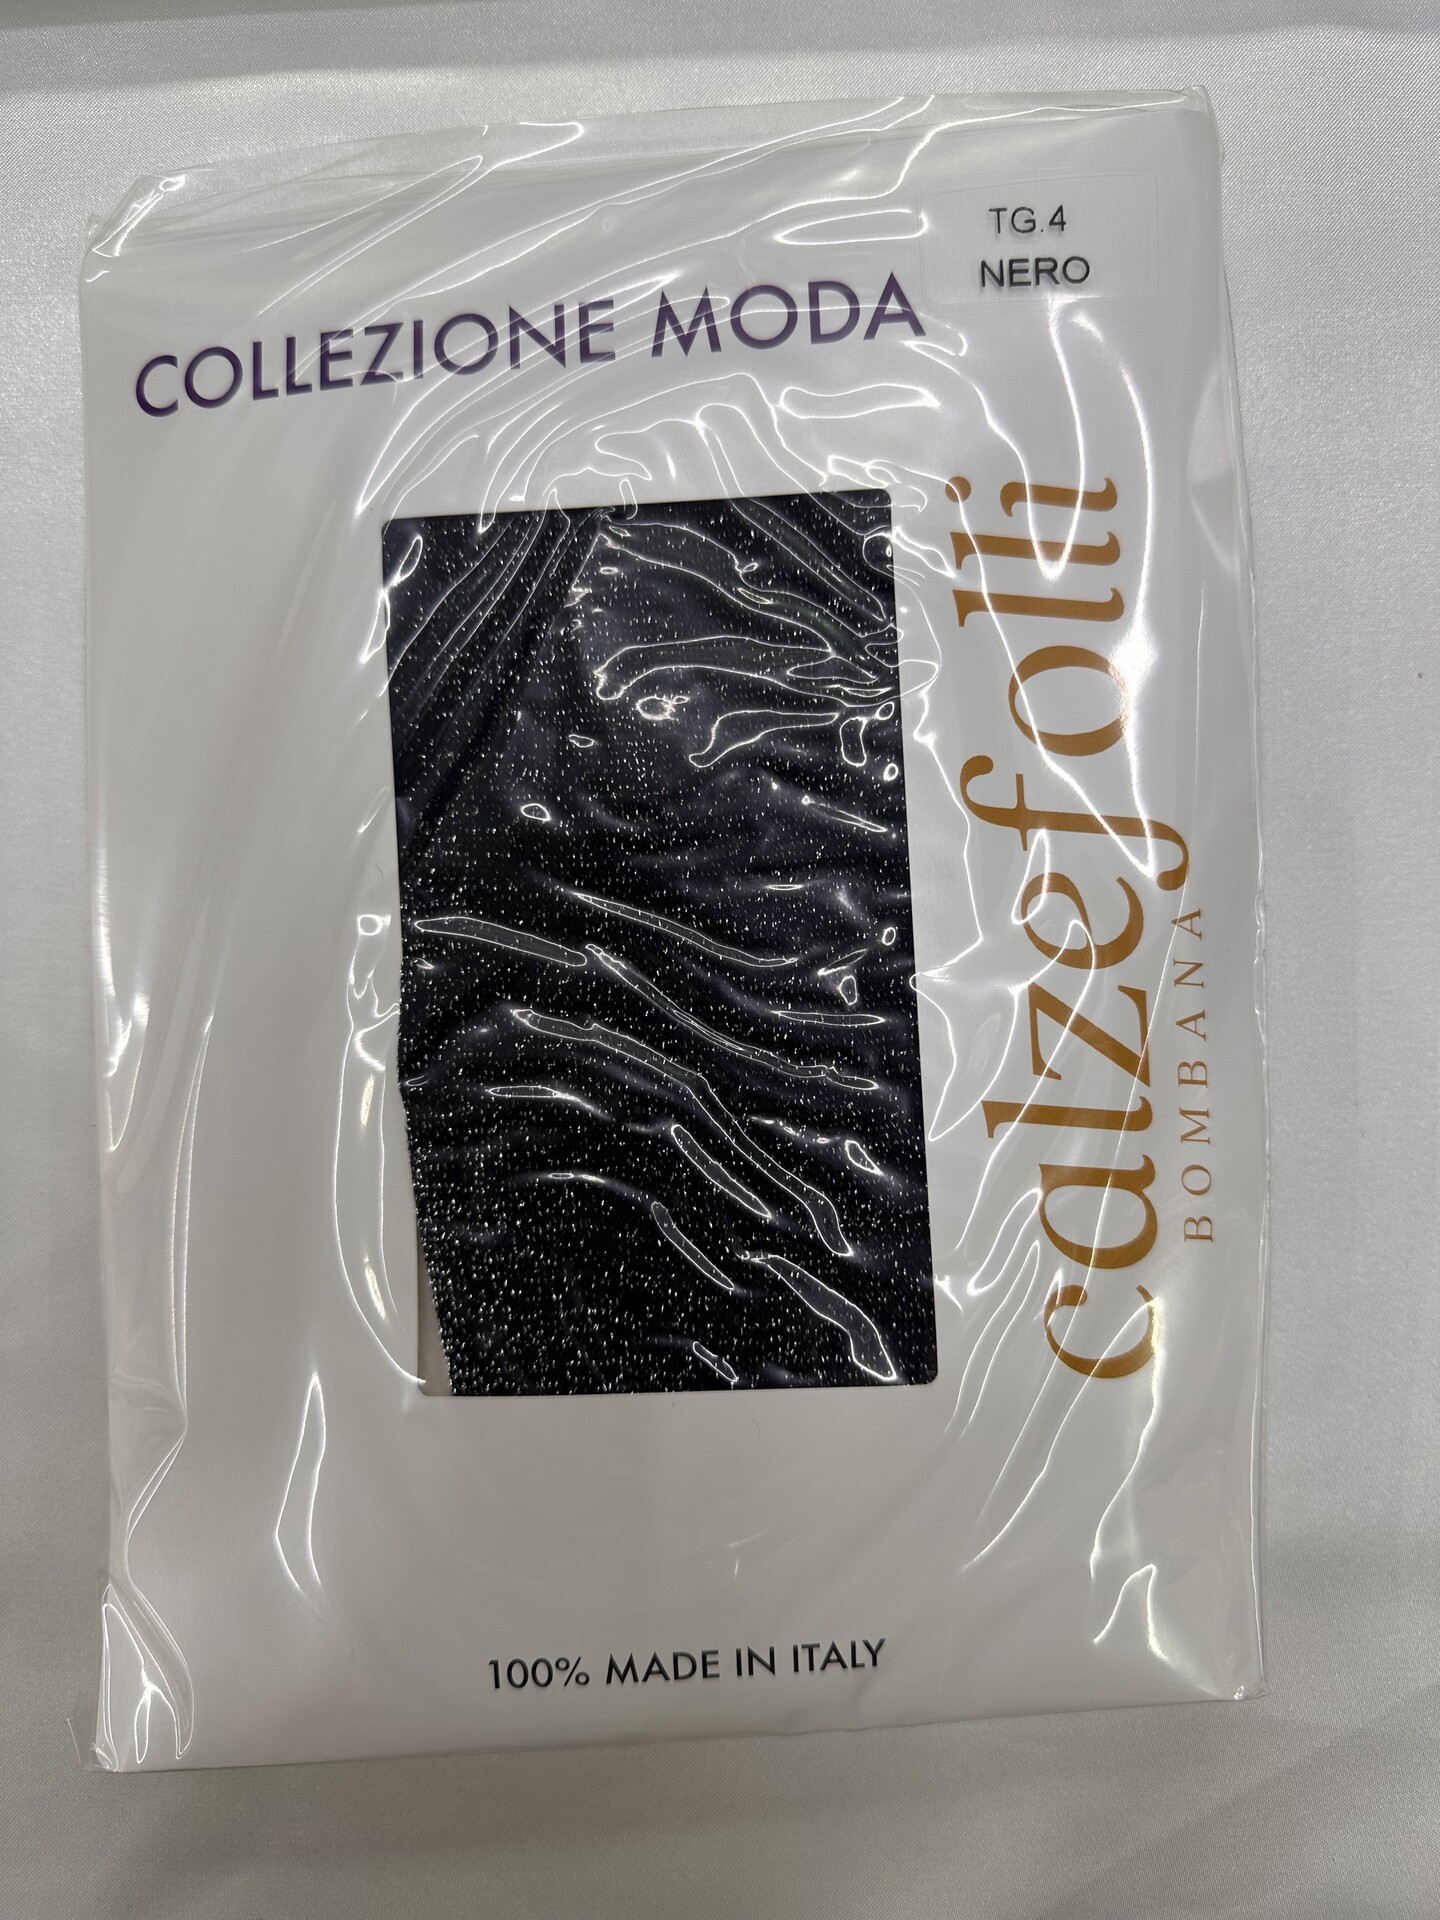 TG.4
NERO
COLLEZIONE MODA
calzefolli
BOMBANA
100% MADE IN ITALY